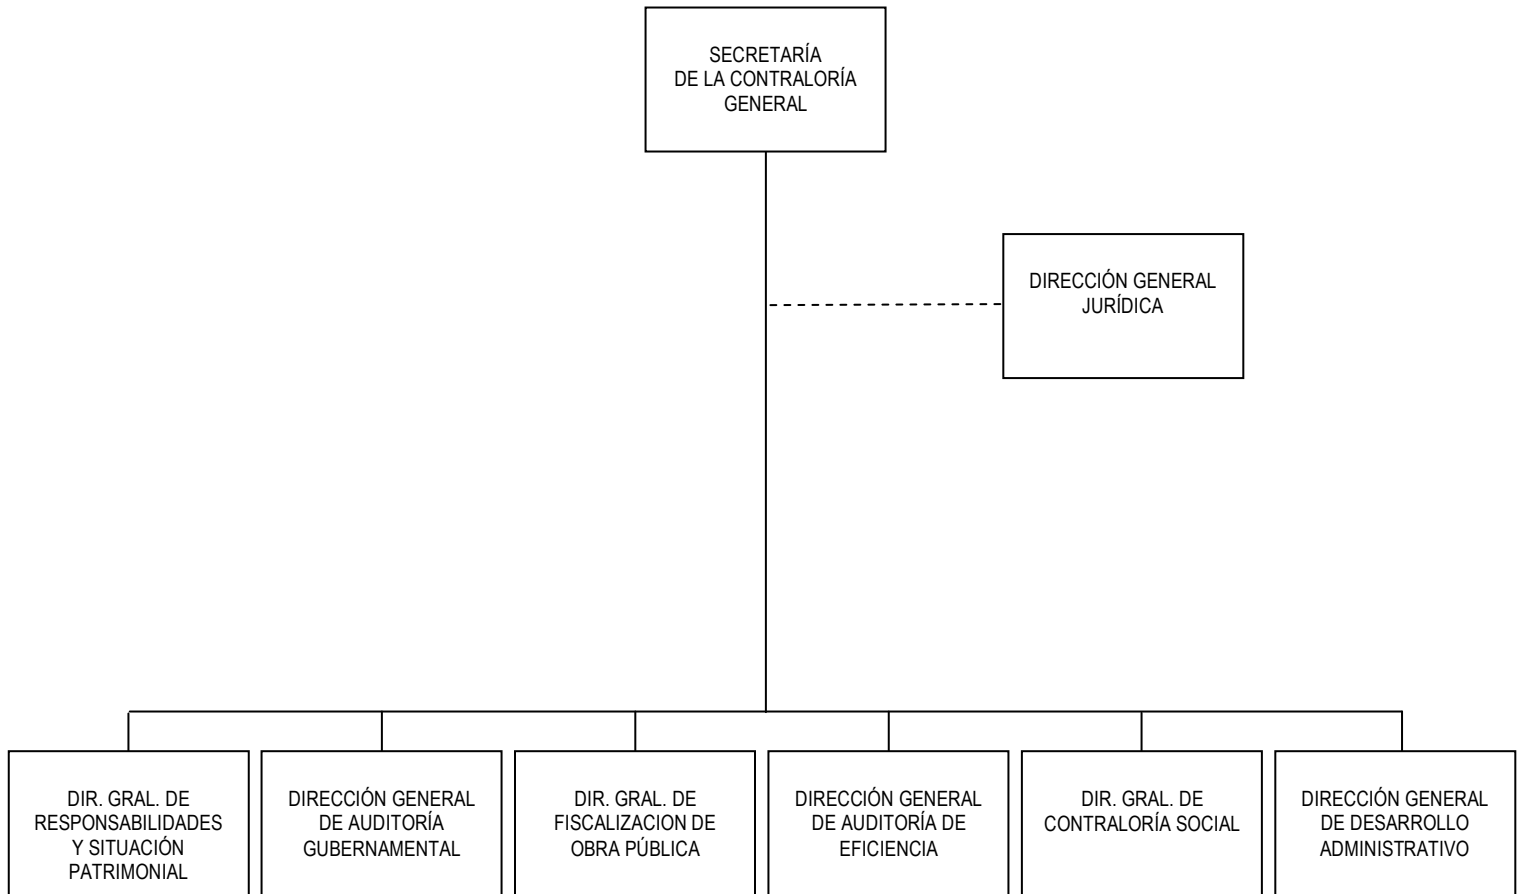 SECRETARÍA
DE LA CONTRALORÍA
GENERAL
DIRECCIÓN GENERAL
JURÍDICA
DIR. GRAL. DE
RESPONSABILIDADES
Y SITUACIÓN
PATRIMONIAL
DIRECCIÓN GENERAL
DE AUDITORÍA
GUBERNAMENTAL
DIR. GRAL. DE
FISCALIZACION DE
OBRA PÚBLICA
DIRECCIÓN GENERAL
DE AUDITORÍA DE
EFICIENCIA
DIR. GRAL. DE
CONTRALORÍA SOCIAL
DIRECCIÓN GENERAL
DE DESARROLLO
ADMINISTRATIVO